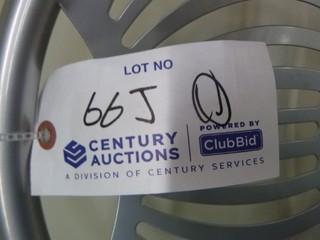 LOT NO
66J
POWERED BY
CENTURY AUCTIONS
ClubBid
A DIVISION OF CENTURY SERVICES